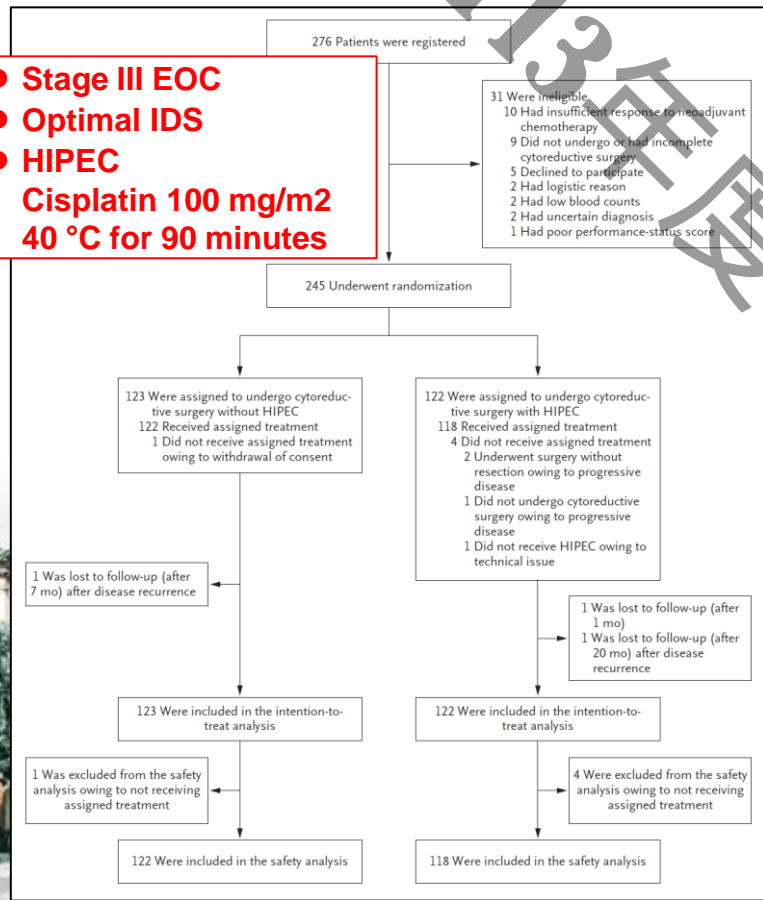 276 Patients were registered
● Stage III EOC
● Optimal IDS
● HIPEC
Cisplatin 100 mg/m2
40 °C for 90 minutes
31 Were ineligible
10 Had insufficient response to neoadjuvant
chemotherapy
9 Did not undergo or had incomplete
cytoreductive surgery
5 Declined to participate
2 Had logistic reason
2 Had low blood counts
2 Had uncertain diagnosis
1 Had poor performance-status score
113年度
245 Underwent randomization
123 Were assigned to undergo cytoreduc-
tive surgery without HIPEC
122 Received assigned treatment
1 Did not receive assigned treatment
owing to withdrawal of consent
122 Were assigned to undergo cytoreduc-
tive surgery with HIPEC
118 Received assigned treatment
4 Did not receive assigned treatment
2 Underwent surgery without
resection owing to progressive
disease
1 Did not undergo cytoreductive
surgery owing to progressive
disease
1 Did not receive HIPEC owing to
technical issue
1 Was lost to follow-up (after
7 mo) after disease recurrence
1 Was lost to follow-up (after
1 mo)
1 Was lost to follow-up (after
20 mo) after disease
recurrence
123 Were included in the intention-to-
treat analysis
122 Were included in the intention-to-
treat analysis
1 Was excluded from the safety
analysis owing to not receiving
assigned treatment
4 Were excluded from the safety
analysis owing to not receiving
assigned treatment
122 Were included in the safety analysis
118 Were included in the safety analysis